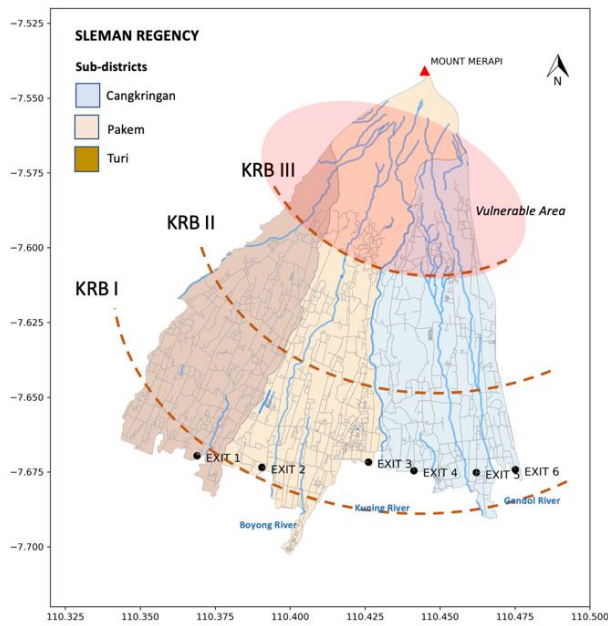 SLEMAN REGENCY
Sub-districts
Cangkringan
Pakem
Turi
MOUNT MERAPI
N
KRB III
KRB II
KRB I
Vulnerable Area
EXIT 1
EXIT 2
EXIT 3
EXIT 4
EXIT 5
EXIT 6
Boyong River
Kuning River
Gendol River
−7.525
−7.550
−7.575
−7.600
−7.625
−7.650
−7.675
−7.700
110.325 110.350 110.375 110.400 110.425 110.450 110.475 110.500